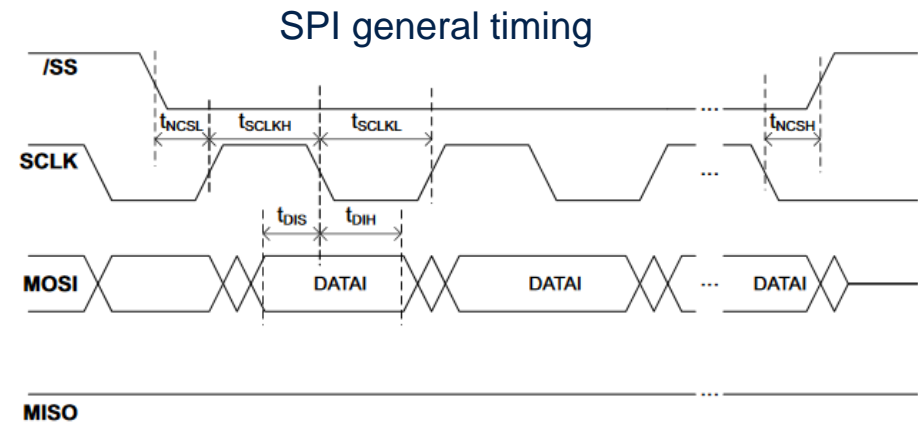 SPI general timing
/SS
tNCSL tSCLKH tSCLKL ... tNCSH
SCLK ...
tDIS tDIH
MOSI DATAI DATAI ... DATAI
...
MISO